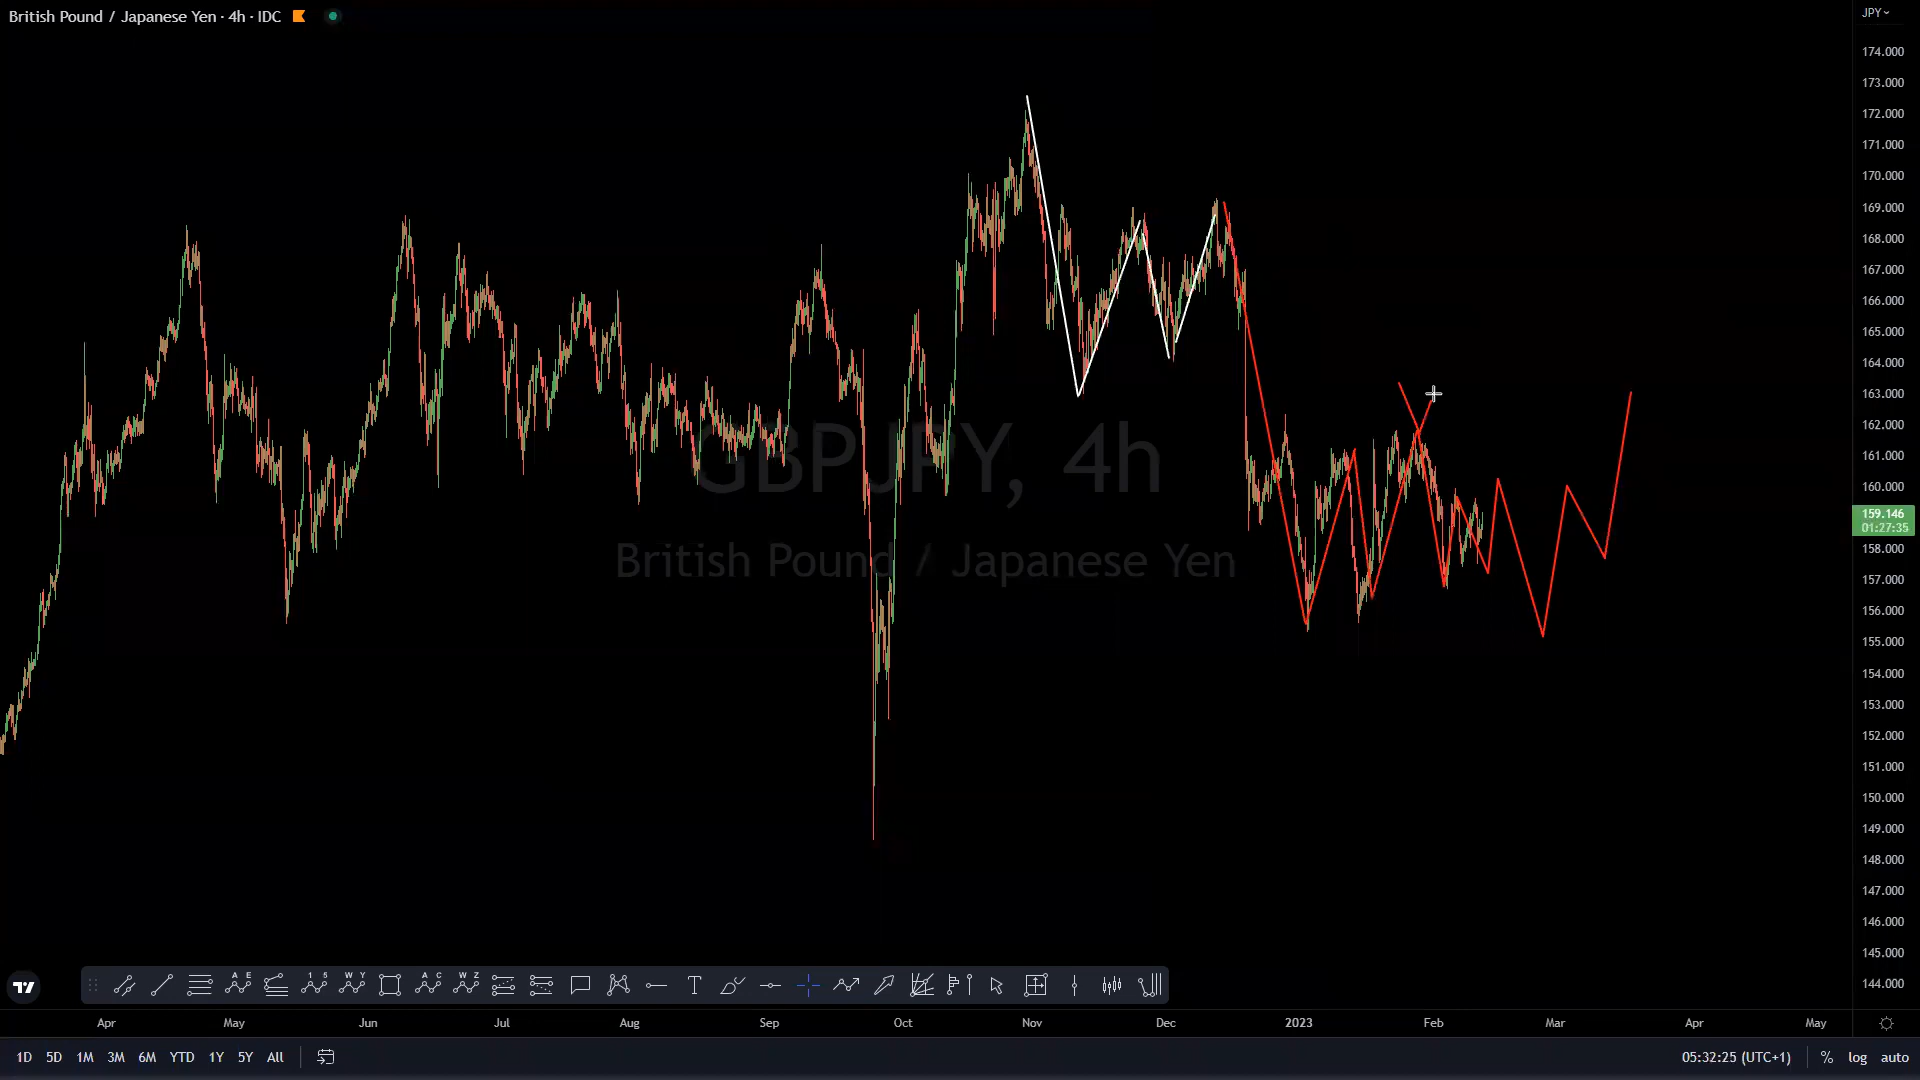 British Pound / Japanese Yen · 4h · IDC
JPY
174.000
173.000
172.000
171.000
170.000
169.000
168.000
167.000
166.000
165.000
164.000
163.000
162.000
161.000
160.000
159.146
01:27:35
158.000
157.000
156.000
155.000
154.000
153.000
152.000
151.000
150.000
149.000
148.000
147.000
146.000
145.000
144.000
GBPJPY, 4h
British Pound / Japanese Yen
A E
1 5
W Y
A C
W Z
T
Apr May Jun Jul Aug Sep Oct Nov Dec 2023 Feb Mar Apr May
1D 5D 1M 3M 6M YTD 1Y 5Y All
05:32:25 (UTC+1) % log auto